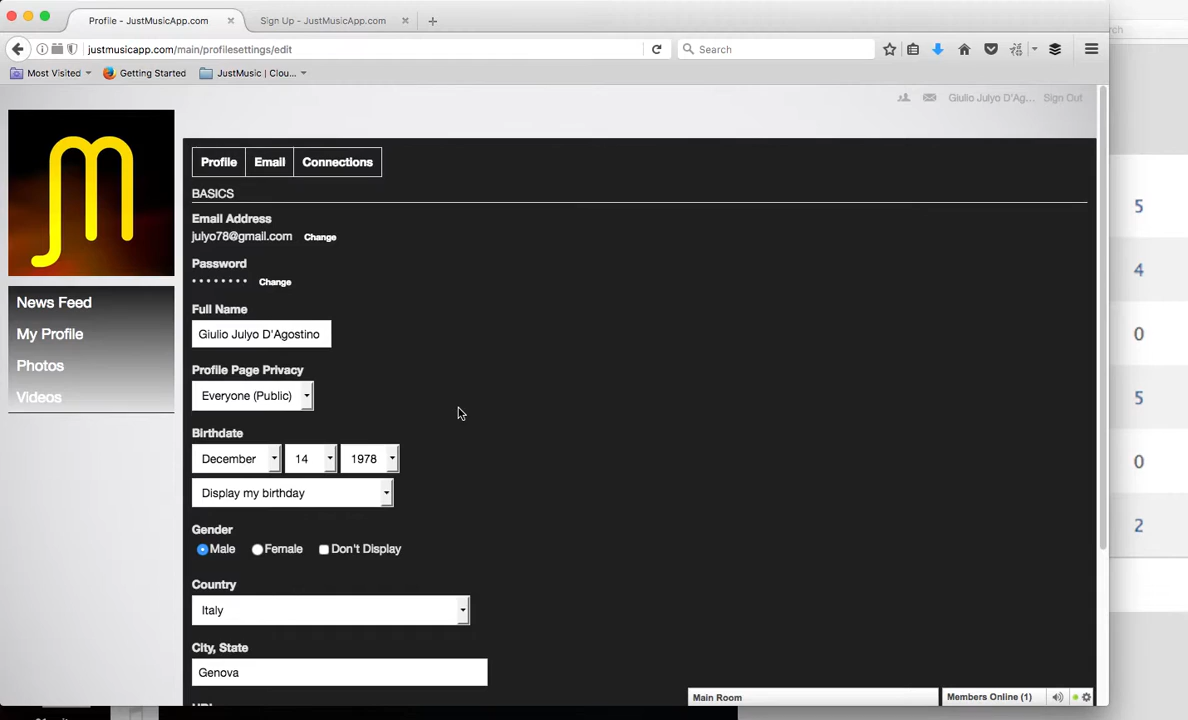 Profile - JustMusicApp.com
Sign Up - JustMusicApp.com
justmusicapp.com/main/profilesettings/edit
Search
Most Visited
Getting Started
JustMusic | Clou...
Giulio Julyo D'Ag...
Sign Out
JM
Profile
Email
Connections
BASICS
Email Address
julyo78@gmail.com Change
Password
•••••••• Change
Full Name
Giulio Julyo D'Agostino
Profile Page Privacy
Everyone (Public)
Birthdate
December 14 1978
Display my birthday
Gender
Male Female Don't Display
Country
Italy
City, State
Genova
News Feed
My Profile
Photos
Videos
Main Room
Members Online (1)
5
4
0
5
0
2